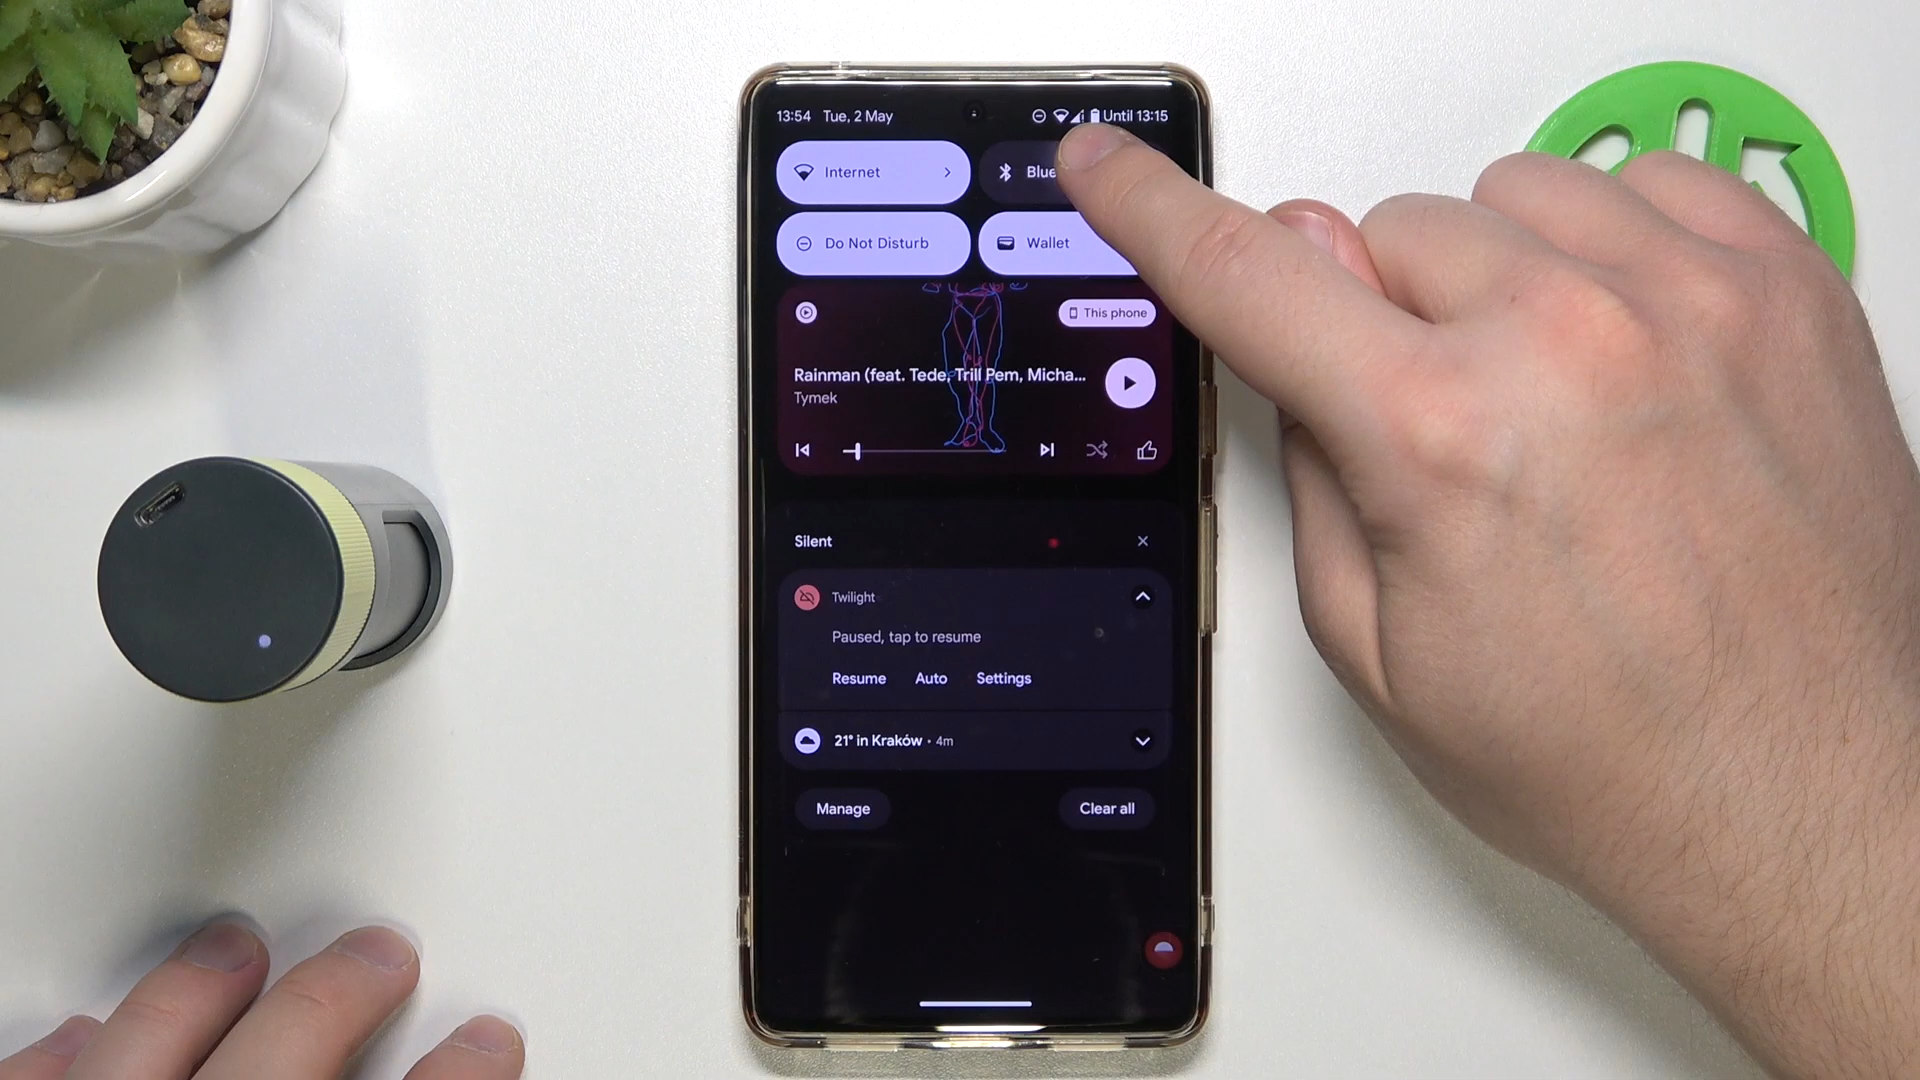 13:54 Tue, 2 May
Until 13:15
Internet
Blue
Do Not Disturb
Wallet
This phone
Rainman (feat. Tede, Trill Pem, Micha...
Tymek
Silent
Twilight
Paused, tap to resume
Resume Auto Settings
21° in Kraków • 4m
Manage
Clear all